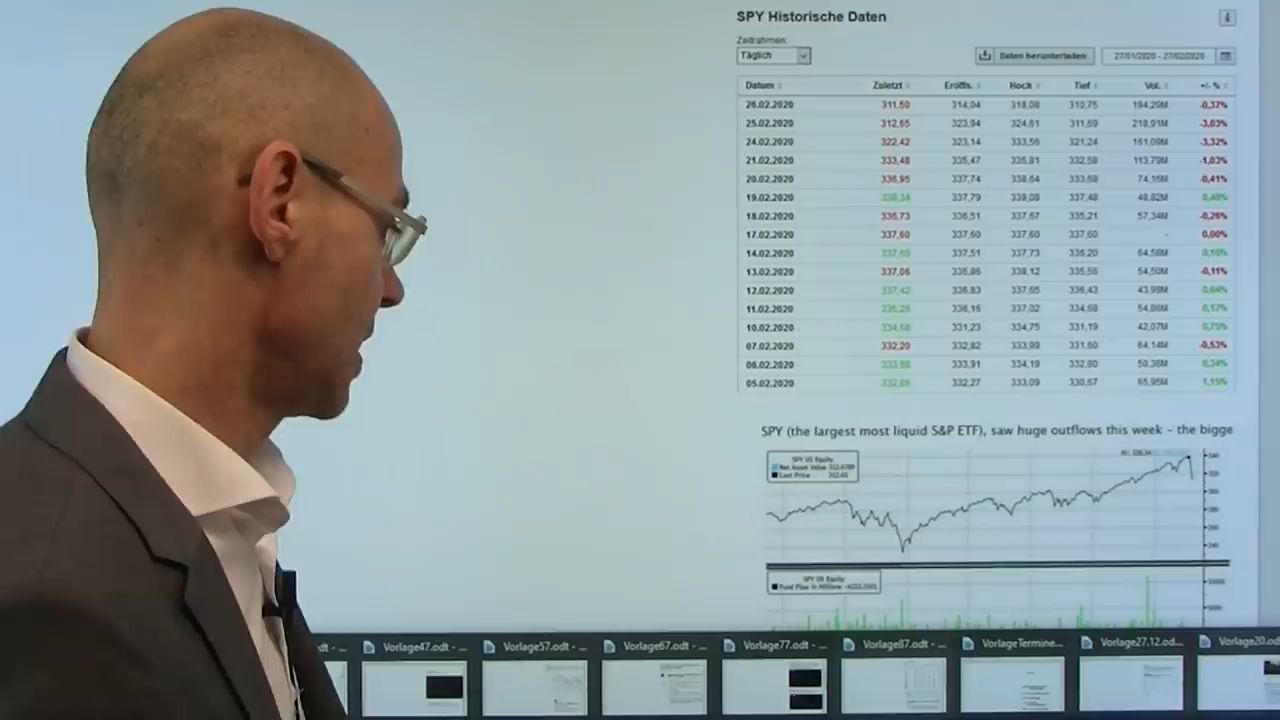 SPY Historische Daten
Zeitrahmen:
Täglich
Daten herunterladen
27/01/2020 - 27/02/2020
Datum Zuletzt Eröffn. Hoch Tief Vol. +/- %
26.02.2020 311,50 314,04 318,08 310,75 194,29M -0,37%
25.02.2020 312,65 323,94 324,61 311,69 218,91M -3,03%
24.02.2020 322,42 323,14 333,56 321,24 161,09M -3,32%
21.02.2020 333,48 335,47 335,81 332,58 113,79M -1,03%
20.02.2020 336,95 337,74 338,64 333,68 74,16M -0,41%
19.02.2020 338,34 337,79 339,08 337,48 48,82M 0,48%
18.02.2020 336,73 336,51 337,67 335,21 57,34M -0,26%
17.02.2020 337,60 337,60 337,60 337,60 - 0,00%
14.02.2020 337,60 337,51 337,73 336,20 64,58M 0,16%
13.02.2020 337,06 335,86 338,12 335,56 54,50M -0,11%
12.02.2020 337,42 336,83 337,65 336,43 43,99M 0,64%
11.02.2020 335,26 336,16 337,02 334,68 54,86M 0,17%
10.02.2020 334,68 331,23 334,75 331,19 42,07M 0,75%
07.02.2020 332,20 332,82 333,99 331,60 64,14M -0,53%
06.02.2020 333,98 333,91 334,19 332,80 50,36M 0,34%
05.02.2020 332,86 332,27 333,09 330,67 65,95M 1,15%
SPY (the largest most liquid S&P ETF), saw huge outflows this week - the bigge
SPY US Equity
Net Asset Value
Last Price 312.65
340
320
300
280
260
240
SPY US Equity
Fund Flow in Millions
Vorlage47.odt - ...
Vorlage57.odt - ...
Vorlage67.odt - ...
Vorlage77.odt - ...
Vorlage87.odt - ...
VorlageTermine...
Vorlage27.12.od...
Vorlage20.o